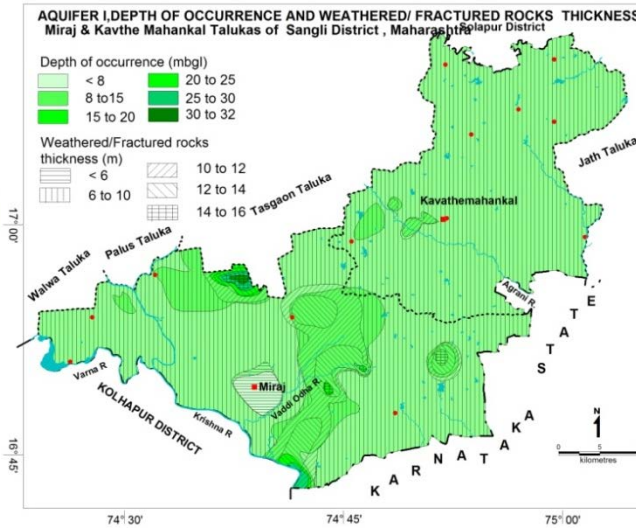 AQUIFER I,DEPTH OF OCCURRENCE AND WEATHERED/ FRACTURED ROCKS THICKNESS
Miraj & Kavthe Mahankal Talukas of Sangli District , Maharashtra
Solapur District
Depth of occurrence (mbgl)
< 8
20 to 25
8 to15
25 to 30
15 to 20
30 to 32
Weathered/Fractured rocks
thickness (m)
< 6
10 to 12
6 to 10
12 to 14
14 to 16
Jath Taluka
Tasgaon Taluka
Kavathemahankal
17° 00'
Palus Taluka
Walwa Taluka
Agrani R
Varna R
Miraj
Vaddi Odha R
KOLHAPUR DISTRICT
Krishna R
KARNATAKA STATE
16° 45'
N
0 5
kilometres
74° 30'
74° 45'
75° 00'